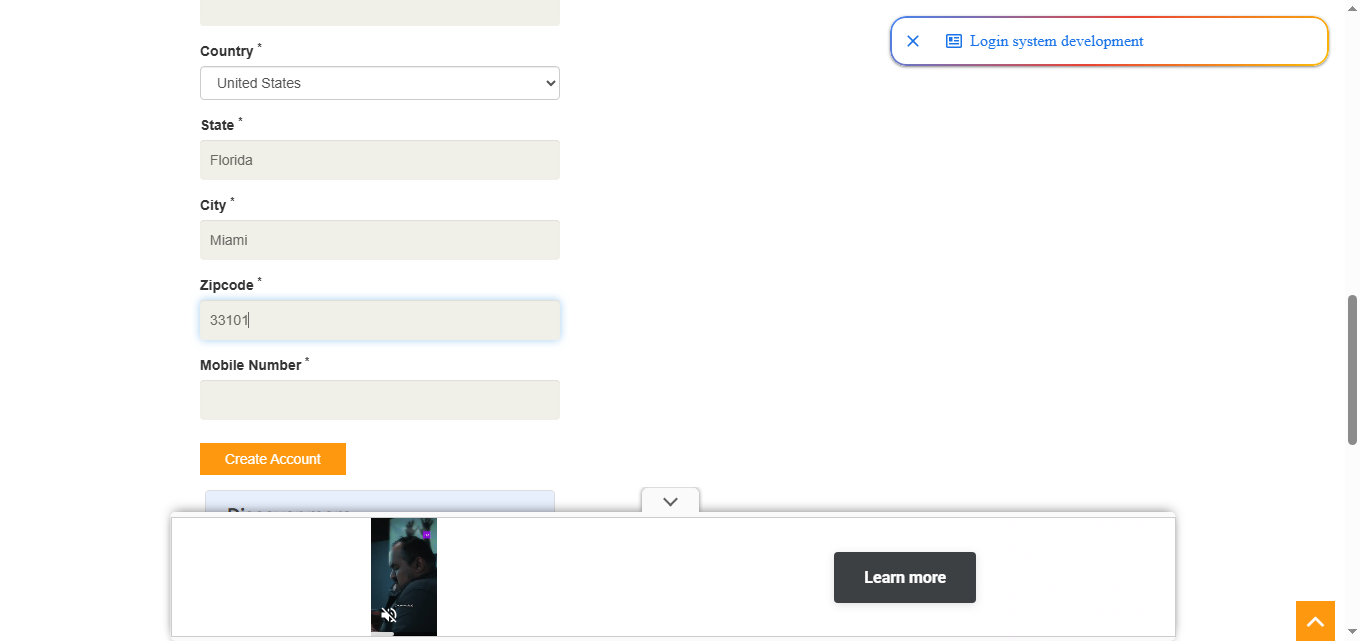 Login system development
Country *
United States
State *
Florida
City *
Miami
Zipcode *
33101
Mobile Number *
Create Account
Learn more